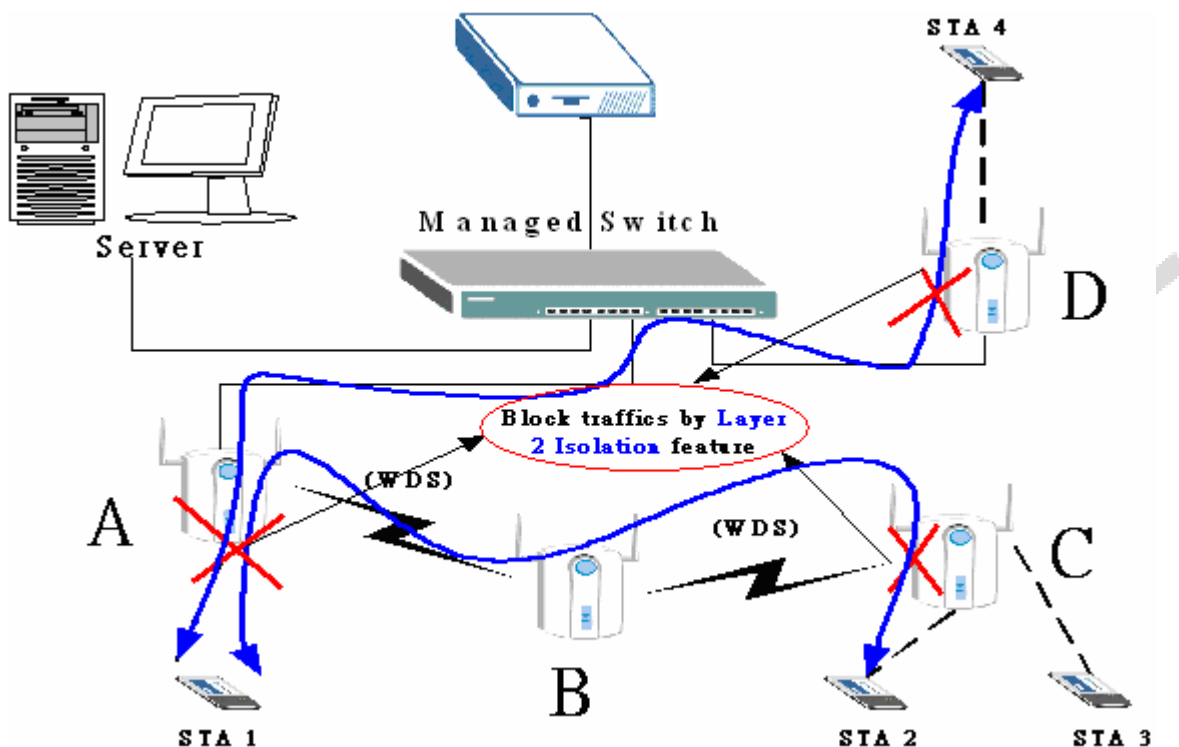 STA 4
Managed Switch
Server
D
Block traffics by Layer
2 Isolation feature
(WDS)
A
(WDS)
C
B
STA 1
STA 2
STA 3